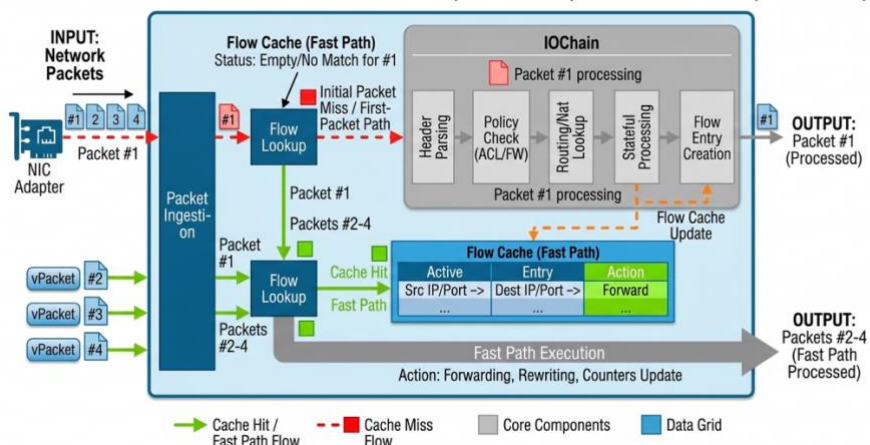 INPUT:
Network
Packets
#1 2 3 4
Packet #1
NIC
Adapter
vPacket #2
vPacket #3
vPacket #4
Packet
Ingesti-
on
Flow Cache (Fast Path)
Status: Empty/No Match for #1
#1
Flow
Lookup
Initial Packet
Miss / First-
Packet Path
Packet #1
Packets #2-4
Packet
#1
Flow
Lookup
Packets
#2-4
Cache Hit
Fast Path
IOChain
Packet #1 processing
Header
Parsing
Policy
Check
(ACL/FW)
Routing/Nat
Lookup
Stateful
Processing
Flow
Entry
Creation
Packet #1 processing
Flow Cache
Update
#1
OUTPUT:
Packet #1
(Processed)
Flow Cache (Fast Path)
Active Entry Action
Src IP/Port -> Dest IP/Port -> Forward
... ... ...
Fast Path Execution
Action: Forwarding, Rewriting, Counters Update
OUTPUT:
Packets #2-4
(Fast Path
Processed)
Cache Hit /
Fast Path Flow
Cache Miss
Flow
Core Components
Data Grid